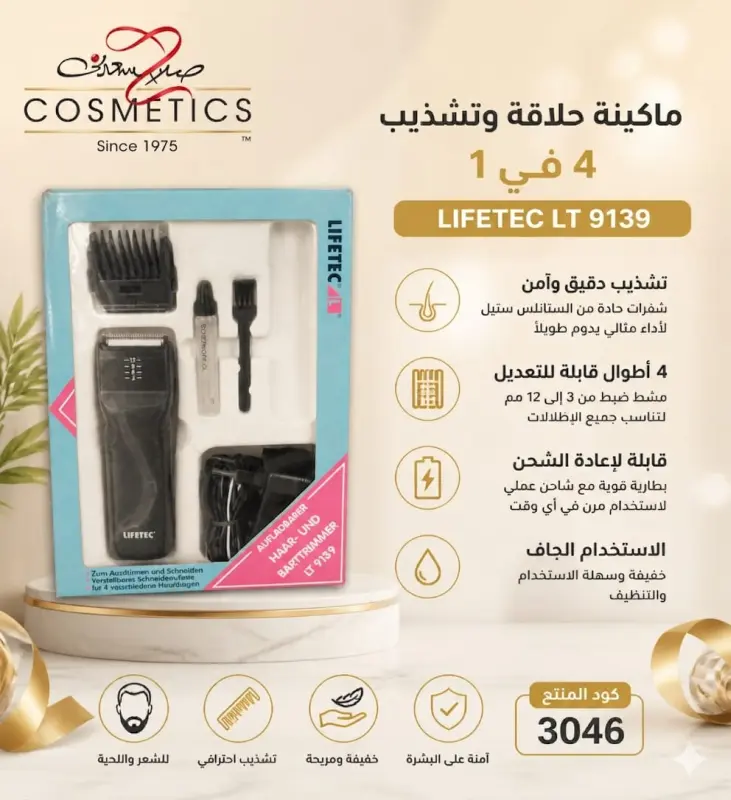 COSMETICS
Since 1975
TM
ماكينة حلاقة وتشذيب
4 في 1
LIFETEC LT 9139
تشذيب دقيق وآمن
شفرات حادة من الستانلس ستيل
لأداء مثالي يدوم طويلاً
4 أطوال قابلة للتعديل
مشط ضبط من 3 إلى 12 مم
لتناسب جميع الإطلالات
قابلة لإعادة الشحن
بطارية قوية مع شاحن عملي
لاستخدام مرن في أي وقت
الاستخدام الجاف
خفيفة وسهلة الاستخدام
والتنظيف
LIFETEC
12
LIFETEC
AUFLADBARER
HAAR- UND
BARTTRIMMER
LT 9139
Zum Ausdünnen und Schneiden
für 4 verschiedene
للشعر واللحية
تشذيب احترافي
خفيفة ومريحة
آمنة على البشرة
كود المنتج
3046